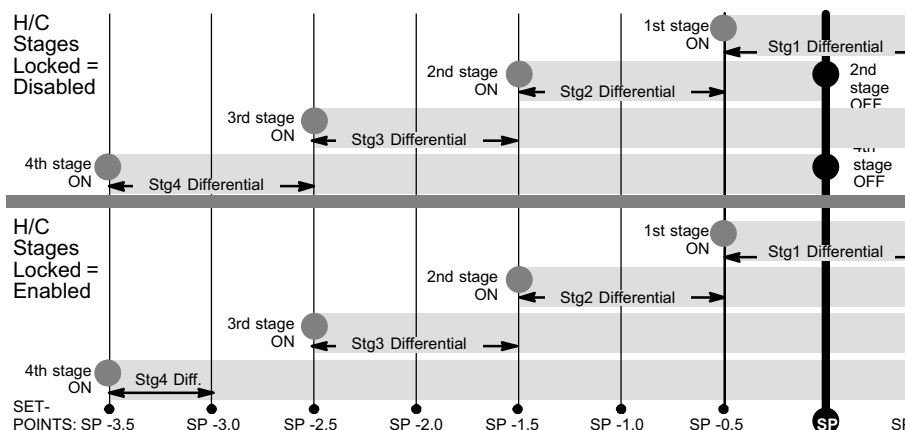 H/C
Stages
Locked =
Disabled
1st stage
ON
Stg1 Differential
2nd stage
ON
Stg2 Differential
2nd
stage
OFF
3rd stage
ON
Stg3 Differential
4th stage
ON
Stg4 Differential
4th
stage
OFF
H/C
Stages
Locked =
Enabled
1st stage
ON
Stg1 Differential
2nd stage
ON
Stg2 Differential
3rd stage
ON
Stg3 Differential
4th stage
ON
Stg4 Diff.
SET-
POINTS: SP -3.5 SP -3.0 SP -2.5 SP -2.0 SP -1.5 SP -1.0 SP -0.5 SP SP